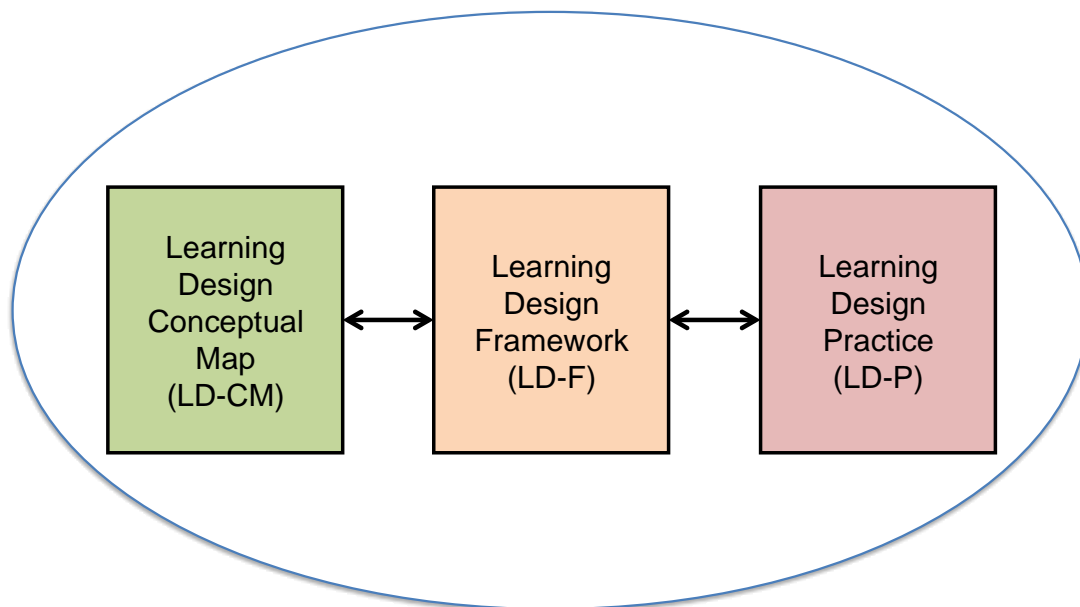 Learning
Design
Conceptual
Map
(LD-CM)
Learning
Design
Framework
(LD-F)
Learning
Design
Practice
(LD-P)